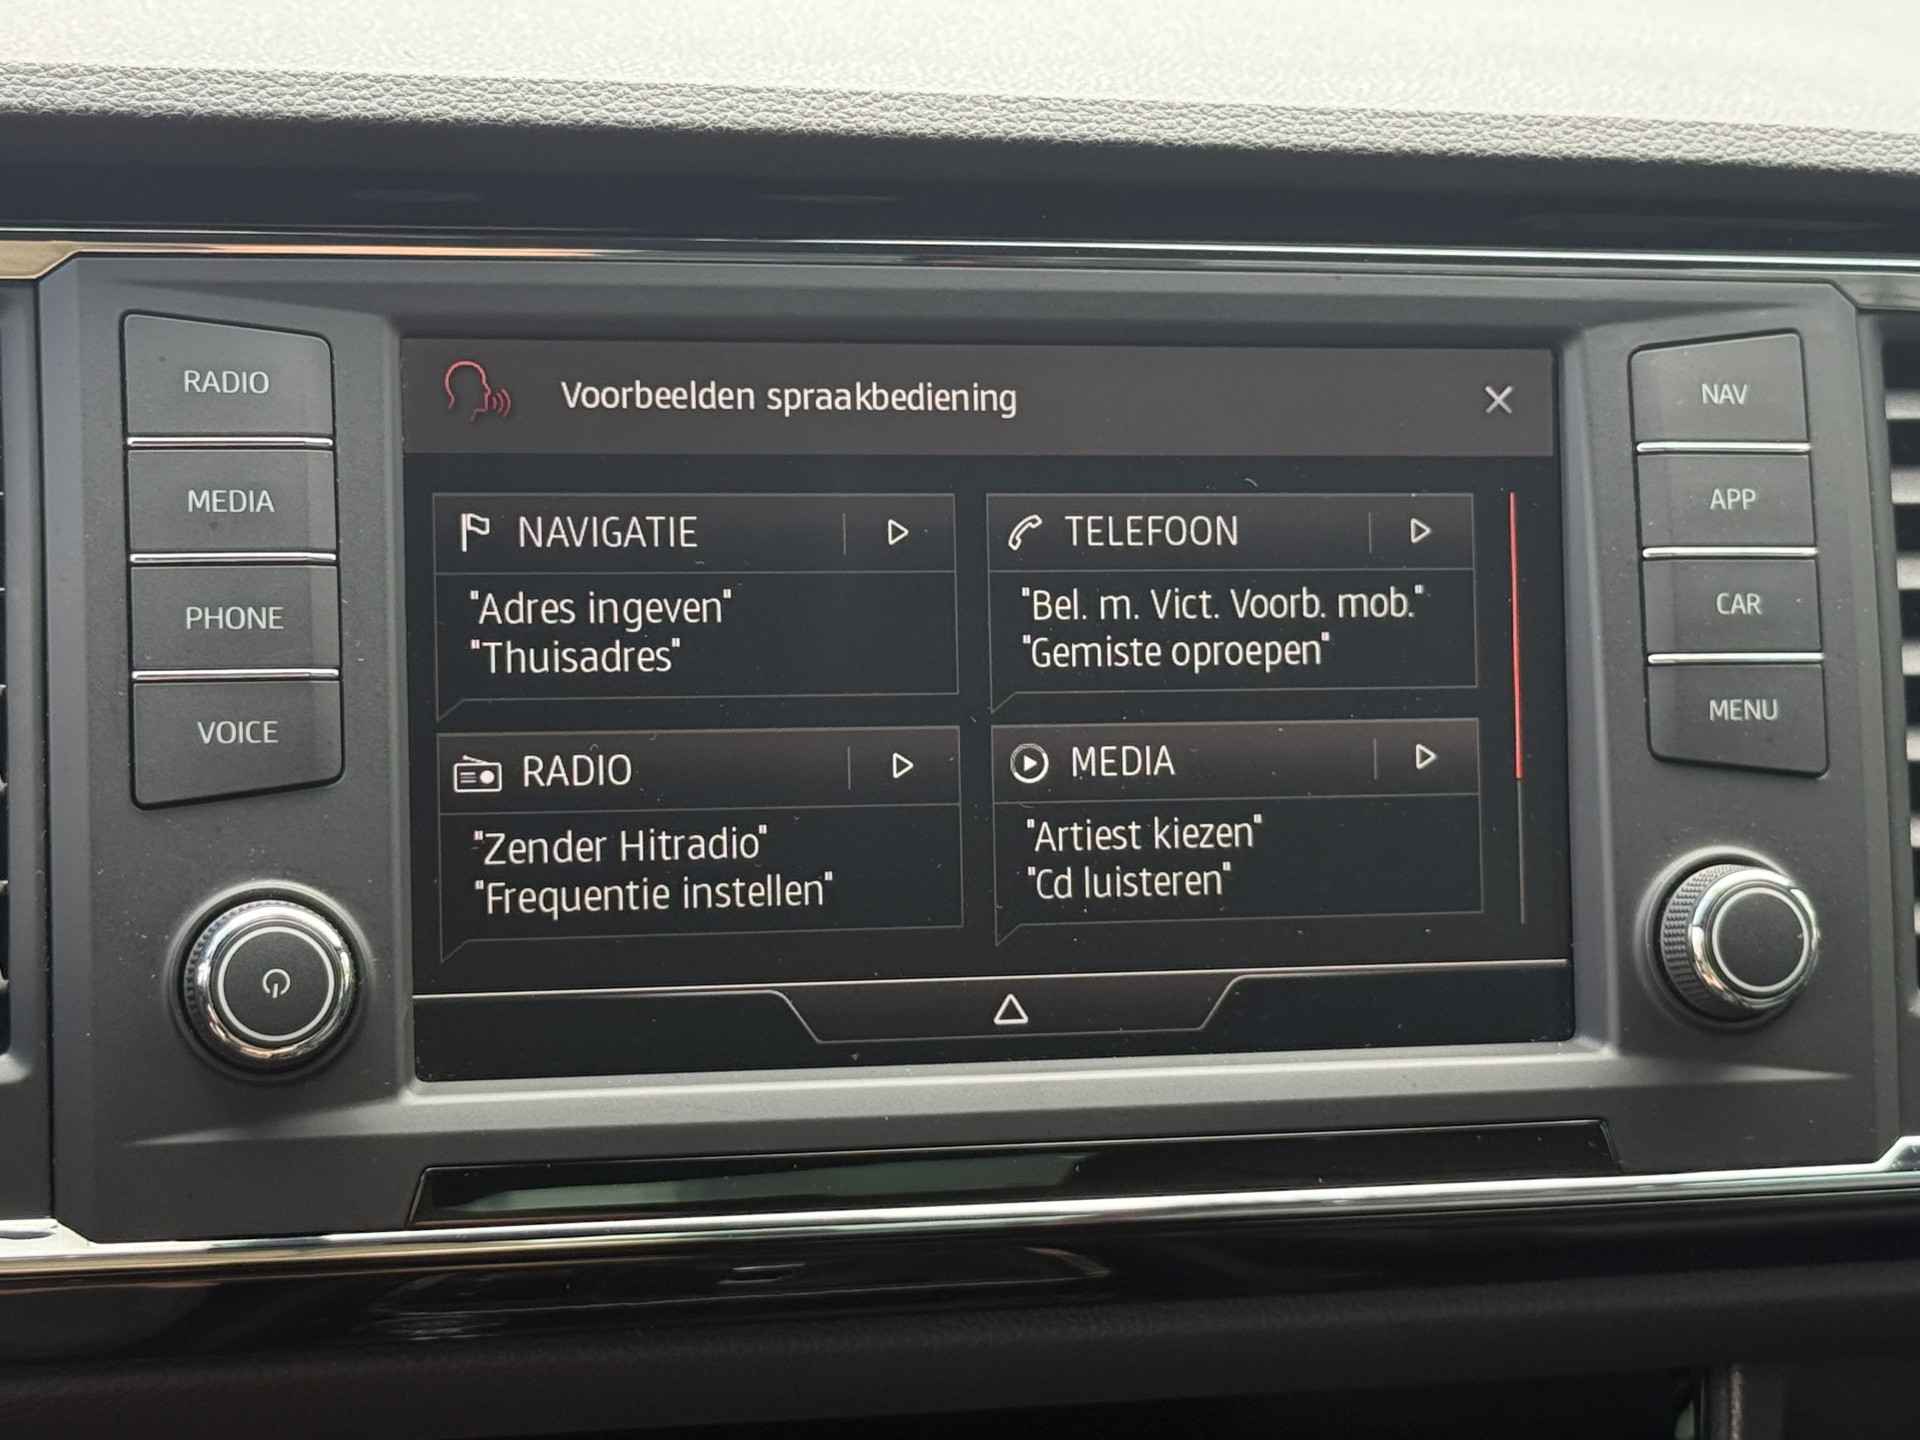 RADIO
MEDIA
PHONE
VOICE
Voorbeelden spraakbediening
NAVIGATIE
"Adres ingeven"
"Thuisadres"
TELEFOON
"Bel. m. Vict. Voorb. mob."
"Gemiste oproepen"
RADIO
"Zender Hitradio"
"Frequentie instellen"
MEDIA
"Artiest kiezen"
"Cd luisteren"
NAV
APP
CAR
MENU